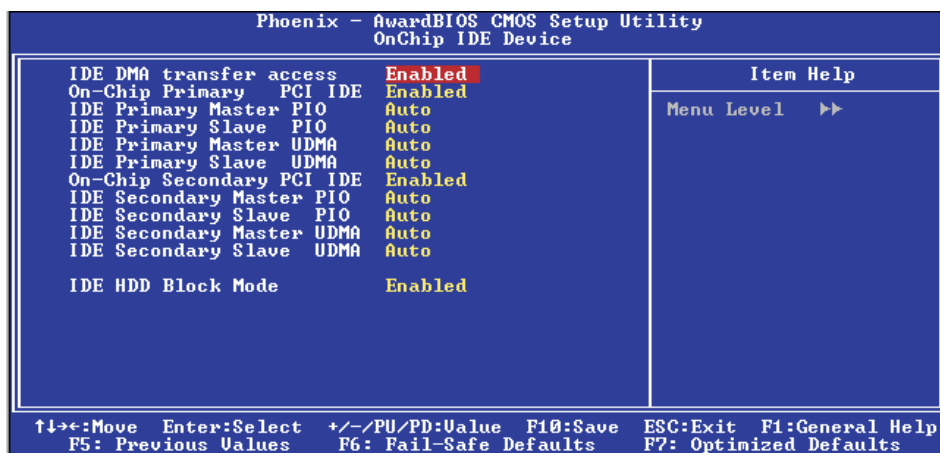 Phoenix - AwardBIOS CMOS Setup Utility
OnChip IDE Device
IDE DMA transfer access Enabled
On-Chip Primary PCI IDE Enabled
IDE Primary Master PIO Auto
IDE Primary Slave PIO Auto
IDE Primary Master UDMA Auto
IDE Primary Slave UDMA Auto
On-Chip Secondary PCI IDE Enabled
IDE Secondary Master PIO Auto
IDE Secondary Slave PIO Auto
IDE Secondary Master UDMA Auto
IDE Secondary Slave UDMA Auto
IDE HDD Block Mode Enabled
Item Help
Menu Level ▶▶
↑↓→←:Move Enter:Select +/-/PU/PD:Value F10:Save ESC:Exit F1:General Help
F5: Previous Values F6: Fail-Safe Defaults F7: Optimized Defaults